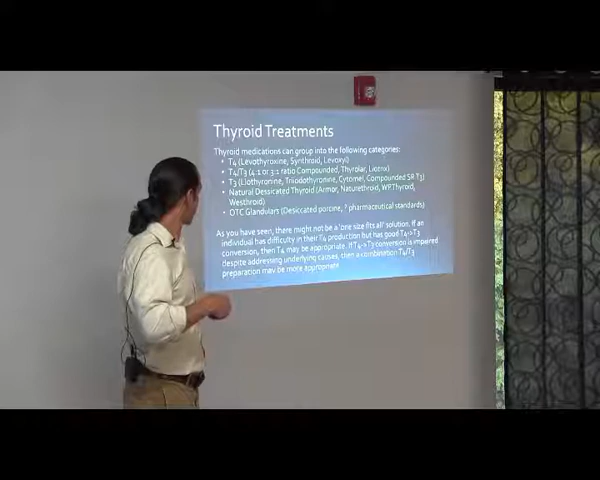 Thyroid Treatments
Thyroid medications can group into the following categories:
• T4 (Levothyroxine, Synthroid, Levoxyl)
• T4/T3 (4:1 or 3:1 ratio Compounded, Thyrolar, Liotrix)
• T3 (Liothyronine, Triiodothyronine, Cytomel, Compounded SR T3)
• Natural Dessicated Thyroid (Armor, Naturethroid, WP Thyroid,
Westhroid)
• OTC Glandulars (Desiccated porcine, ? pharmaceutical standards)
As you have seen, there might not be a 'one size fits all' solution. If an
individual has difficulty in their T4 production but has good T4->T3
conversion, then T4 may be appropriate. If T4->T3 conversion is impaired
despite addressing underlying causes, then a combination T4/T3
preparation may be more appropriate